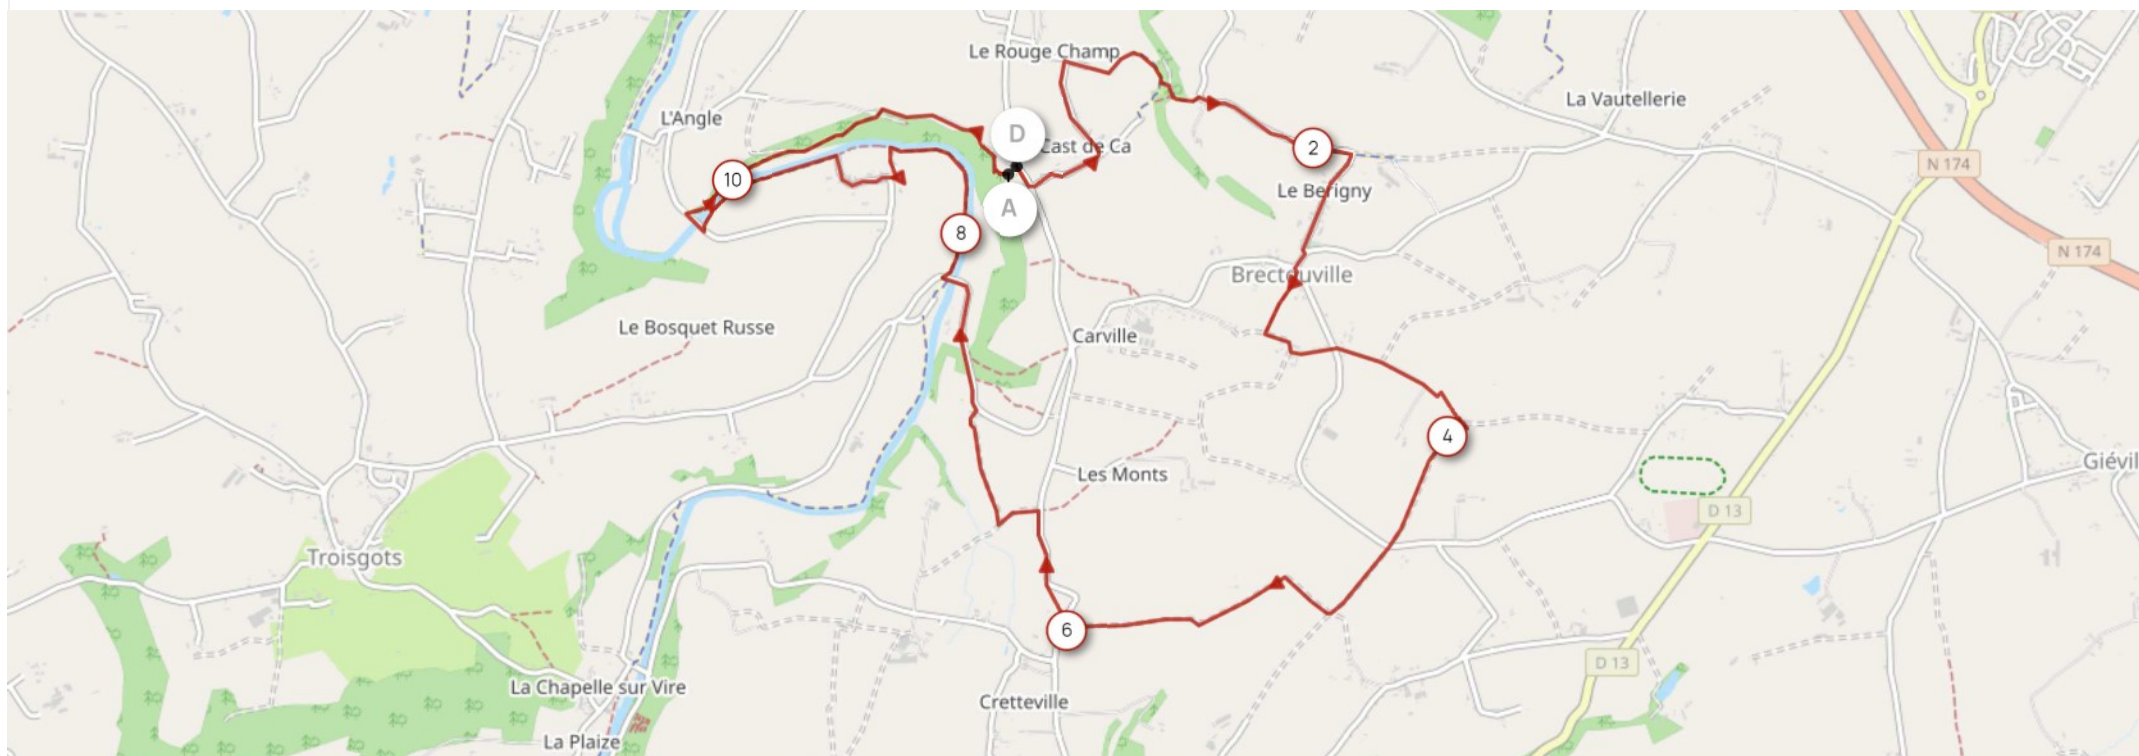 Le Rouge Champ
La Vautellerie
L'Angle
D
Cast de Ca
2
N 174
10
Le Berigny
A
8
N 174
Brectouville
Le Bosquet Russe
Carville
4
Giévil
Les Monts
D 13
Troisgots
6
D 13
La Chapelle sur Vire
Cretteville
La Plaize